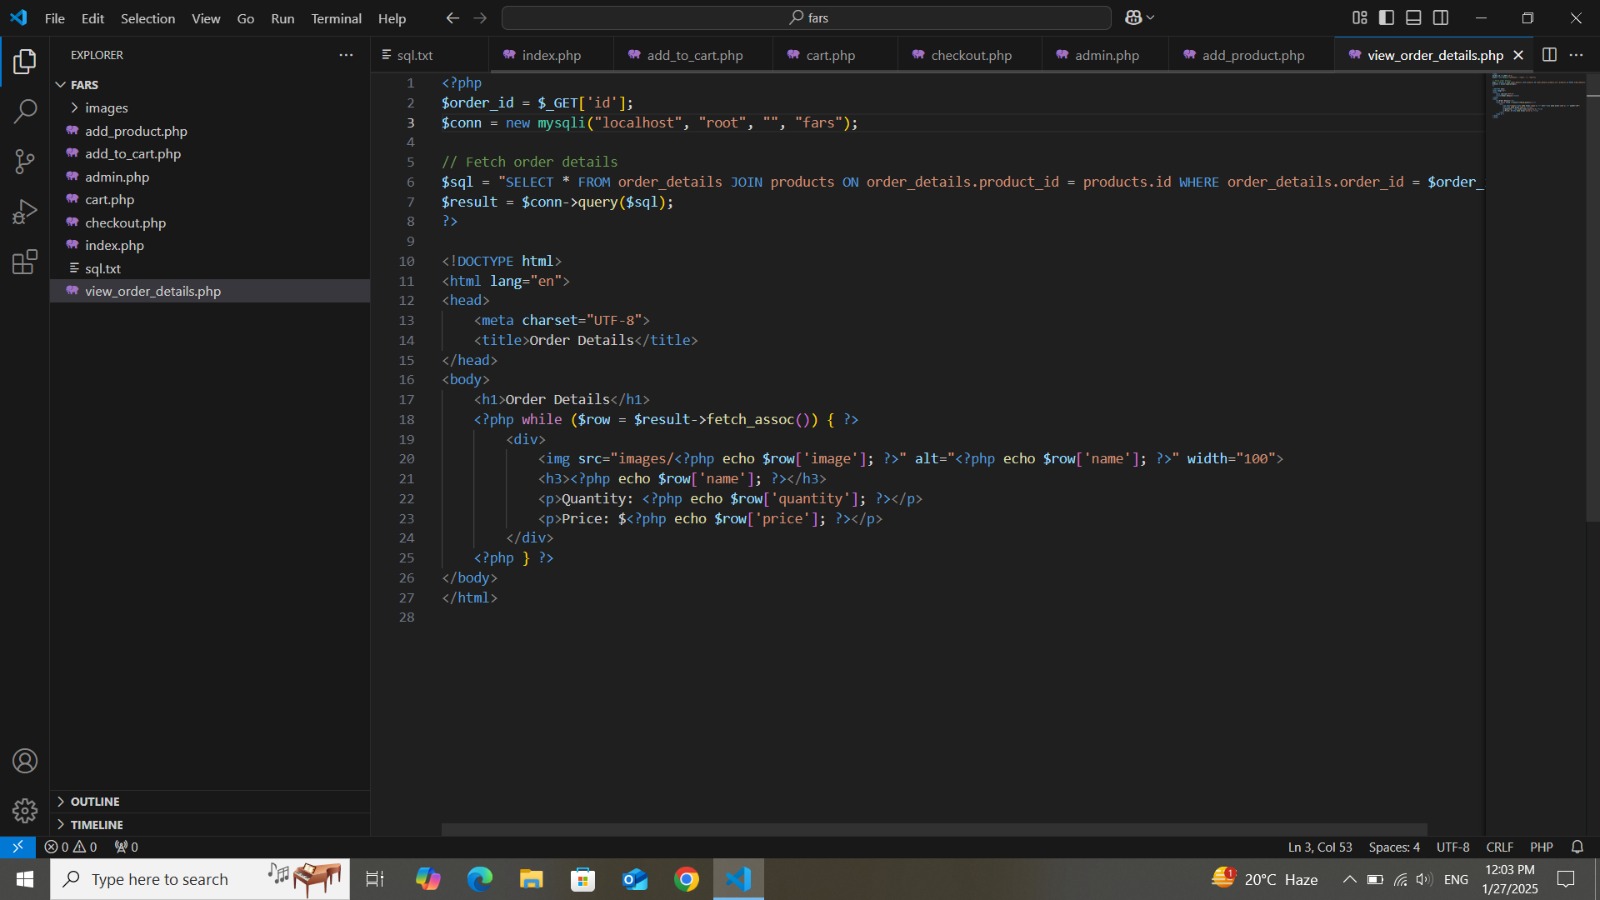 File Edit Selection View Go Run Terminal Help
fars
EXPLORER
FARS
images
add_product.php
add_to_cart.php
admin.php
cart.php
checkout.php
index.php
sql.txt
view_order_details.php
OUTLINE
TIMELINE
sql.txt index.php add_to_cart.php cart.php checkout.php admin.php add_product.php view_order_details.php
1 <?php
2 $order_id = $_GET['id'];
3 $conn = new mysqli("localhost", "root", "", "fars");
4
5 // Fetch order details
6 $sql = "SELECT * FROM order_details JOIN products ON order_details.product_id = products.id WHERE order_details.order_id = $order_
7 $result = $conn->query($sql);
8 ?>
9
10 <!DOCTYPE html>
11 <html lang="en">
12 <head>
13 <meta charset="UTF-8">
14 <title>Order Details</title>
15 </head>
16 <body>
17 <h1>Order Details</h1>
18 <?php while ($row = $result->fetch_assoc()) { ?>
19 <div>
20 <img src="images/<?php echo $row['image']; ?>" alt="<?php echo $row['name']; ?>" width="100">
21 <h3><?php echo $row['name']; ?></h3>
22 <p>Quantity: <?php echo $row['quantity']; ?></p>
23 <p>Price: $<?php echo $row['price']; ?></p>
24 </div>
25 <?php } ?>
26 </body>
27 </html>
28
0 0 0 Ln 3, Col 53 Spaces: 4 UTF-8 CRLF PHP
Type here to search 1 20°C Haze ENG 12:03 PM
1/27/2025